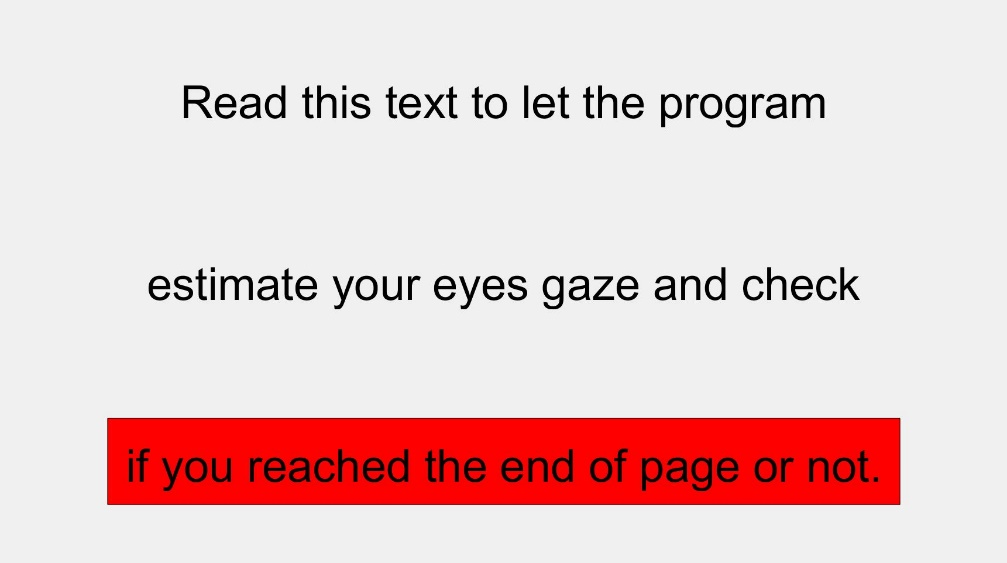 Read this text to let the program
estimate your eyes gaze and check
if you reached the end of page or not.